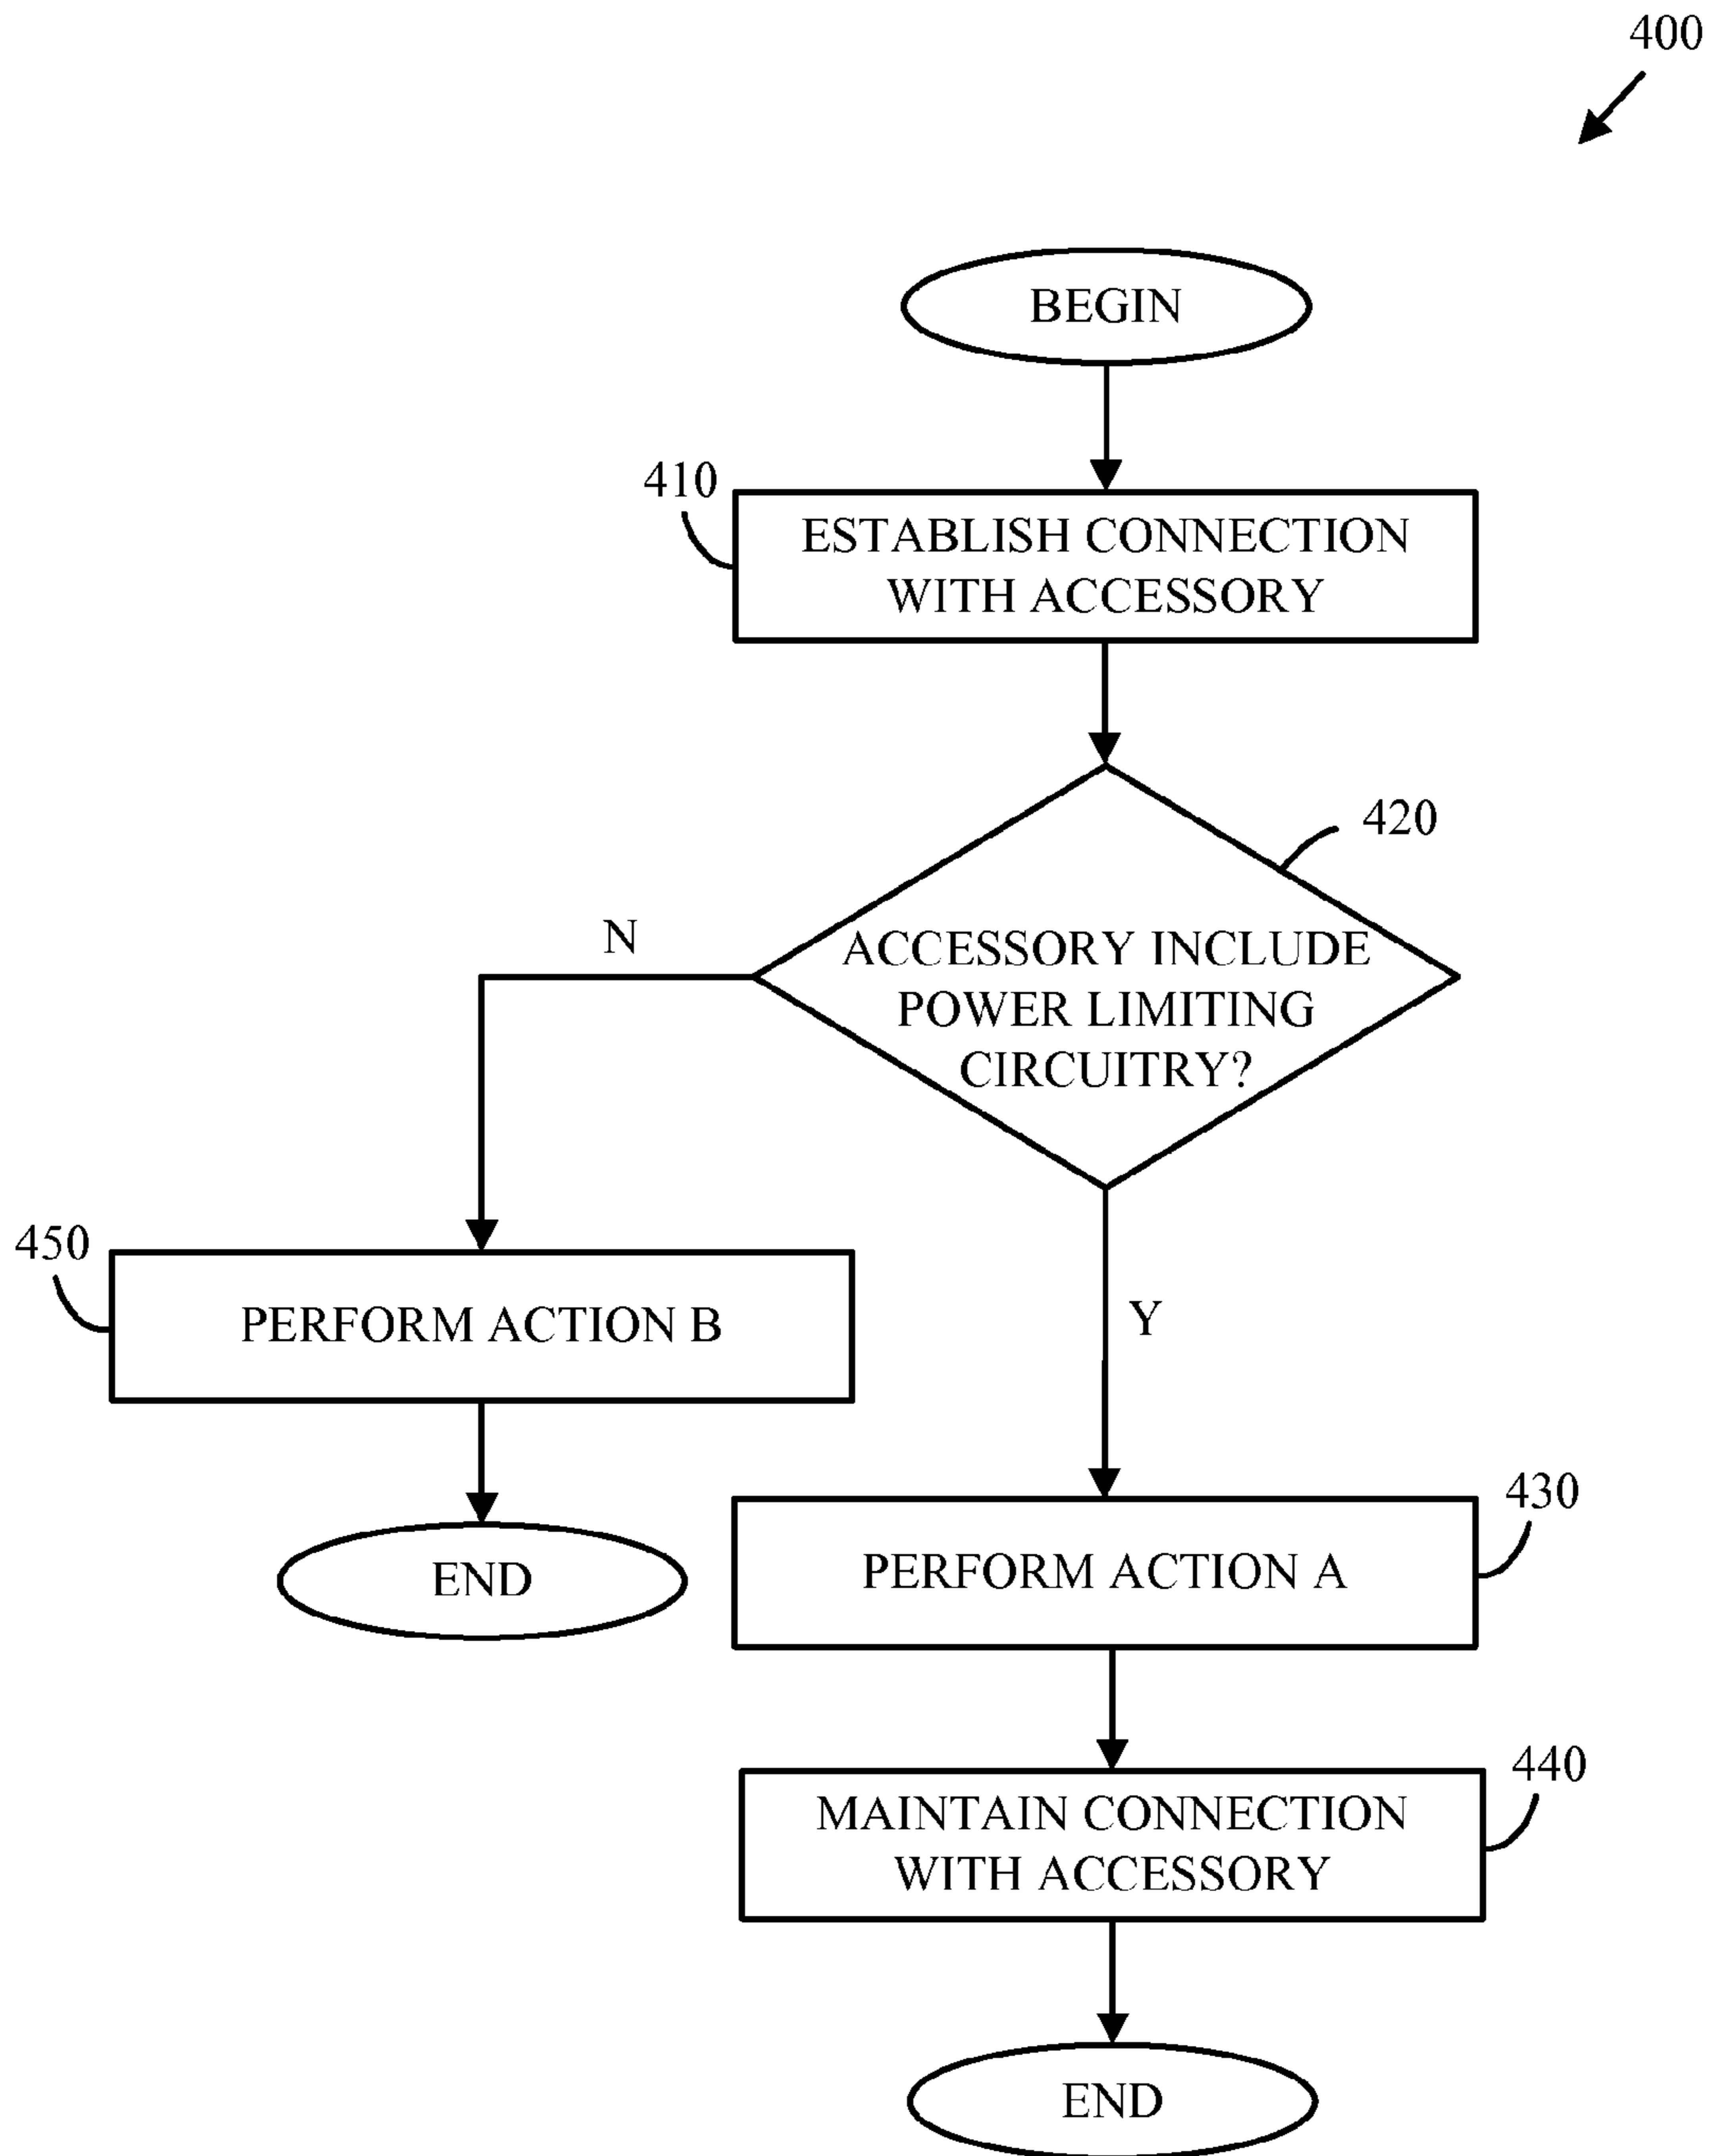 400
BEGIN
410
ESTABLISH CONNECTION
WITH ACCESSORY
420
N
ACCESSORY INCLUDE
POWER LIMITING
CIRCUITRY?
450
PERFORM ACTION B
Y
END
430
PERFORM ACTION A
440
MAINTAIN CONNECTION
WITH ACCESSORY
END